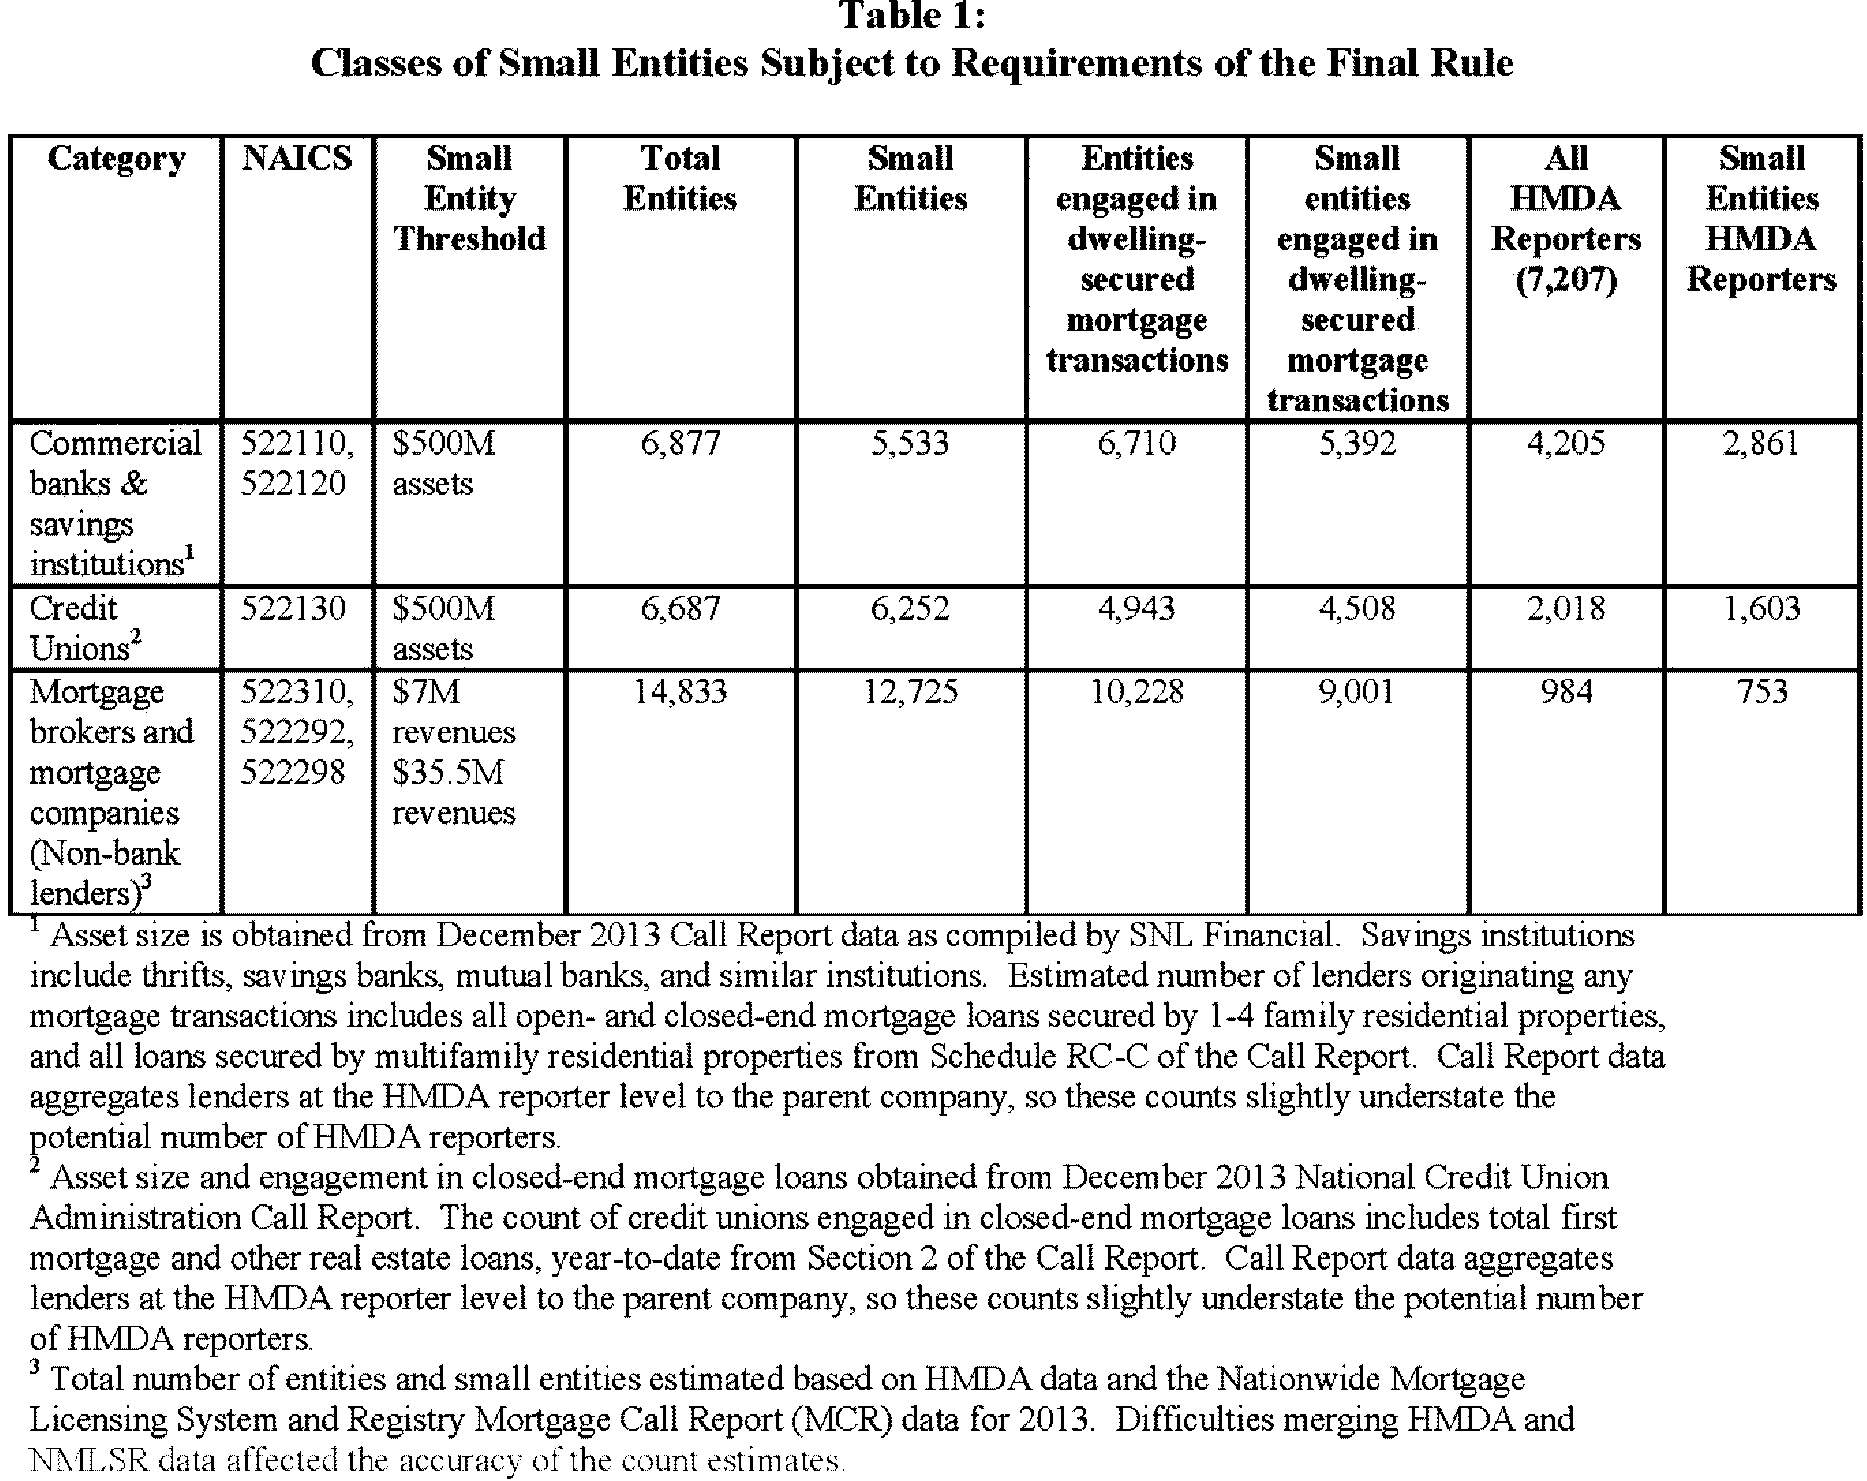 Table 1:
Classes of Small Entities Subject to Requirements of the Final Rule
Category NAICS Small Entity Threshold Total Entities Small Entities Entities engaged in dwelling-secured mortgage transactions Small entities engaged in dwelling-secured mortgage transactions All HMDA Reporters (7,207) Small Entities HMDA Reporters
Commercial banks & savings institutions1 522110, 522120 $500M assets 6,877 5,533 6,710 5,392 4,205 2,861
Credit Unions2 522130 $500M assets 6,687 6,252 4,943 4,508 2,018 1,603
Mortgage brokers and mortgage companies (Non-bank lenders)3 522310, 522292, 522298 $7M revenues $35.5M revenues 14,833 12,725 10,228 9,001 984 753
1 Asset size is obtained from December 2013 Call Report data as compiled by SNL Financial.  Savings institutions
include thrifts, savings banks, mutual banks, and similar institutions.  Estimated number of lenders originating any
mortgage transactions includes all open- and closed-end mortgage loans secured by 1-4 family residential properties,
and all loans secured by multifamily residential properties from Schedule RC-C of the Call Report.  Call Report data
aggregates lenders at the HMDA reporter level to the parent company, so these counts slightly understate the
potential number of HMDA reporters.
2 Asset size and engagement in closed-end mortgage loans obtained from December 2013 National Credit Union
Administration Call Report.  The count of credit unions engaged in closed-end mortgage loans includes total first
mortgage and other real estate loans, year-to-date from Section 2 of the Call Report.  Call Report data aggregates
lenders at the HMDA reporter level to the parent company, so these counts slightly understate the potential number
of HMDA reporters.
3 Total number of entities and small entities estimated based on HMDA data and the Nationwide Mortgage
Licensing System and Registry Mortgage Call Report (MCR) data for 2013.  Difficulties merging HMDA and
NMLSR data affected the accuracy of the count estimates.